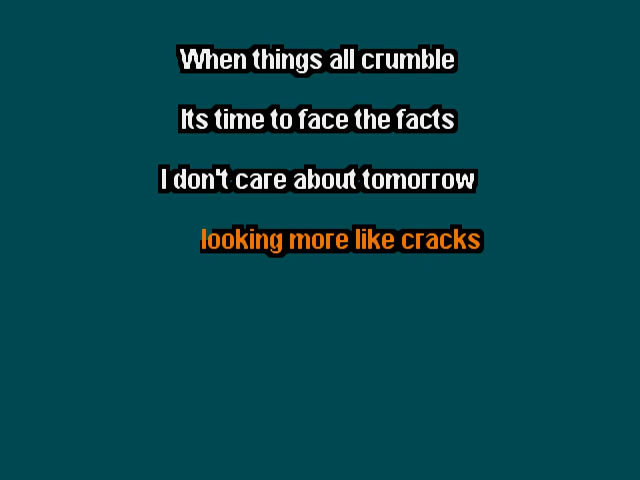 When things all crumble
Its time to face the facts
I don't care about tomorrow
looking more like cracks